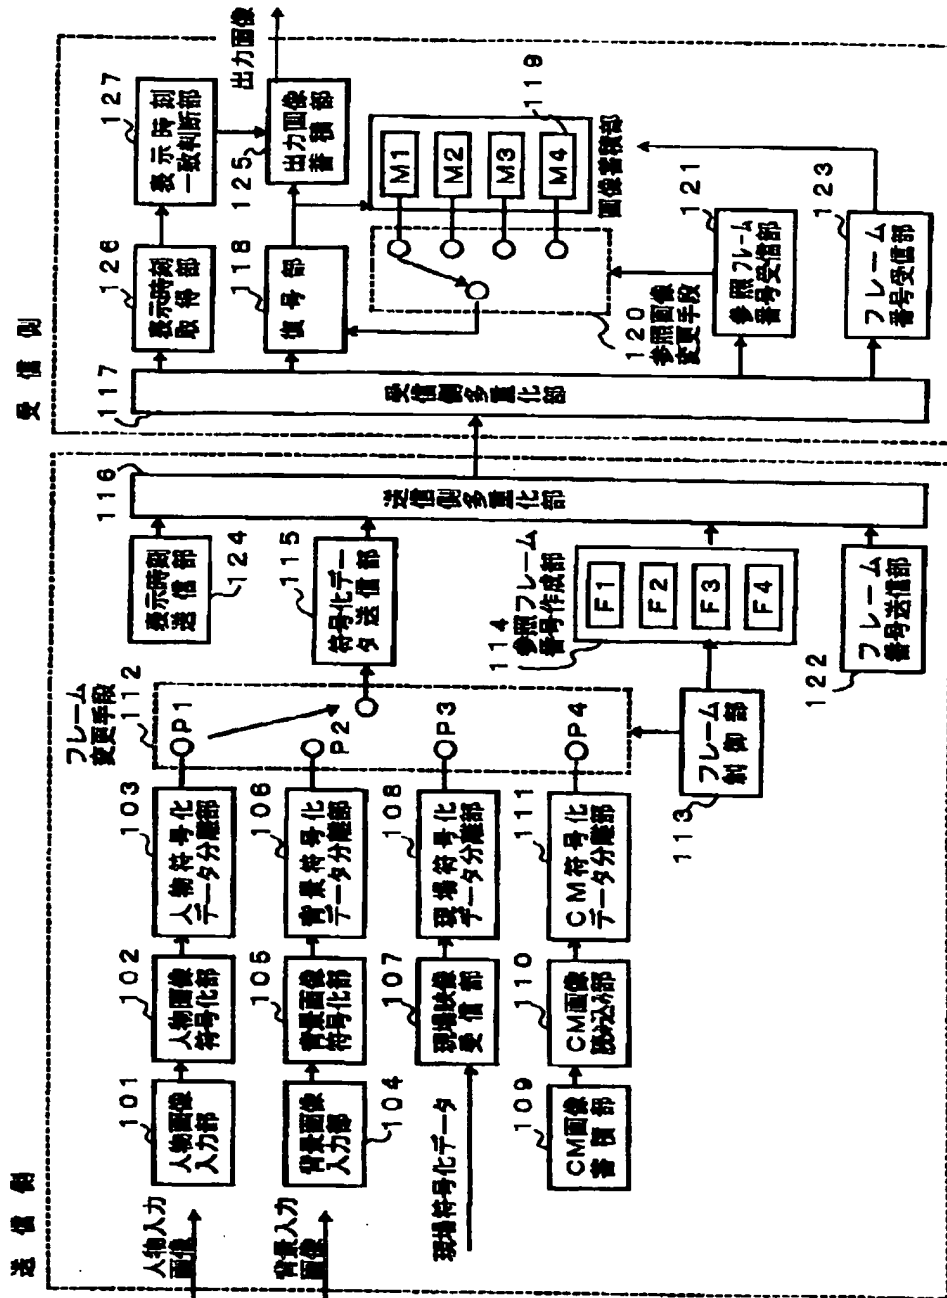 送信側
人物入力
画像
101
人物画像
入力部
102
人物画像
符号化部
103
人物符号化
データ分離部
背景入力
画像
104
背景画像
入力部
105
背景画像
符号化部
106
背景符号化
データ分離部
現場符号化データ
107
現場映像
受信部
108
現場符号化
データ分離部
109
CM画像
蓄積部
110
CM画像
読み込み部
111
CM符号化
データ分離部
フレーム
変更手段
112
P1
P2
P3
P4
113
フレーム
制御部
114
参照フレーム
番号作成部
F1
F2
F3
F4
115
符号化デー
タ送信部
表示時刻
送信部
124
122
フレーム
番号送信部
116
送信側多重化部
受信側
117
受信側多重化部
126
表示時刻
取得部
127
表示時刻
一致判断部
118
復号部
125
出力画像
蓄積部
出力画像
M1
M2
M3
M4
119
画像蓄積部
120
参照画像
変更手段
121
参照フレーム
番号受信部
123
フレーム
番号受信部